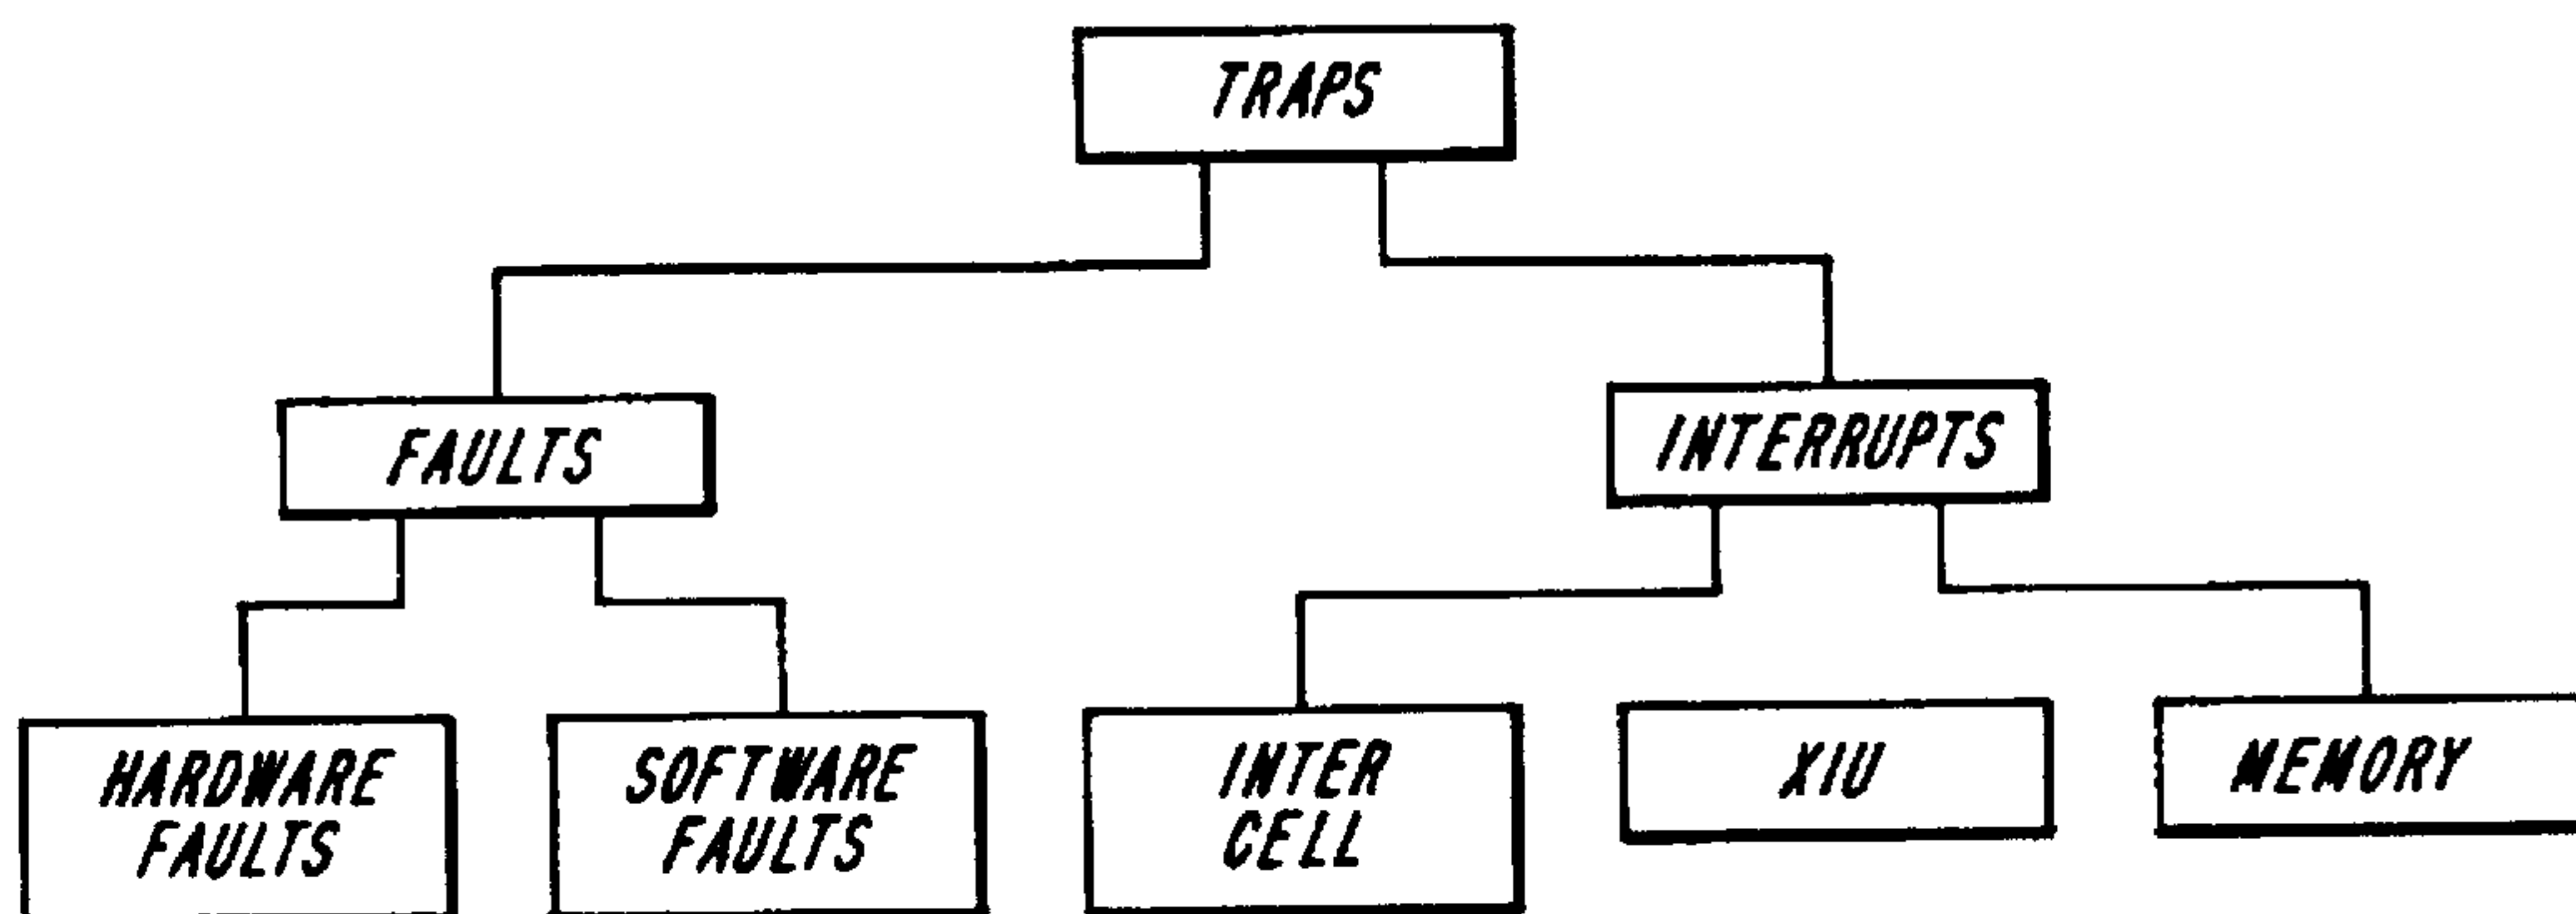 TRAPS
FAULTS
INTERRUPTS
HARDWARE
FAULTS
SOFTWARE
FAULTS
INTER
CELL
XIU
MEMORY